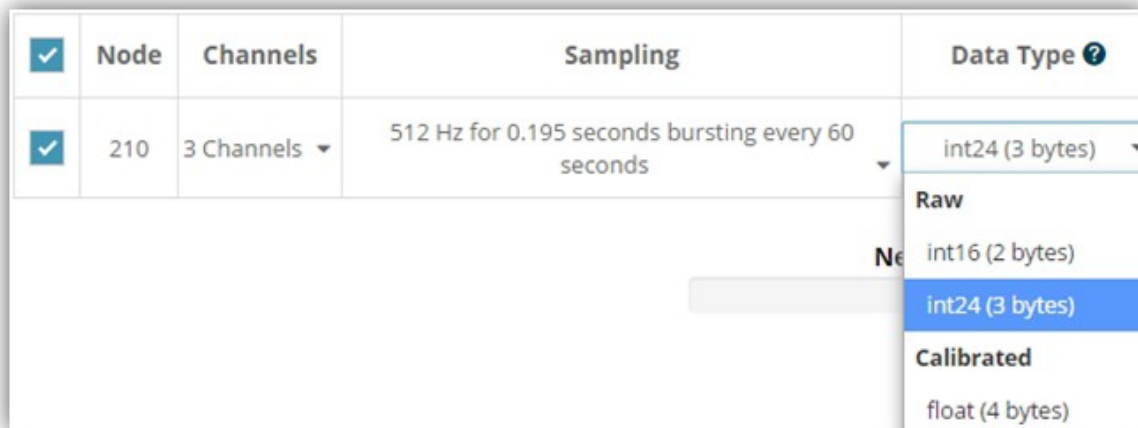 Node Channels Sampling Data Type ?
210 3 Channels 512 Hz for 0.195 seconds bursting every 60 int24 (3 bytes)
seconds
Raw
int16 (2 bytes)
int24 (3 bytes)
Calibrated
float (4 bytes)